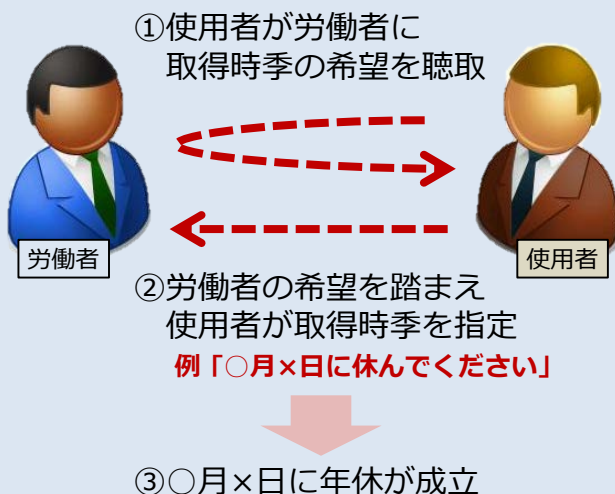 ①使用者が労働者に
取得時季の希望を聴取
労働者
使用者
②労働者の希望を踏まえ
使用者が取得時季を指定
例「○月×日に休んでください」
③○月×日に年休が成立